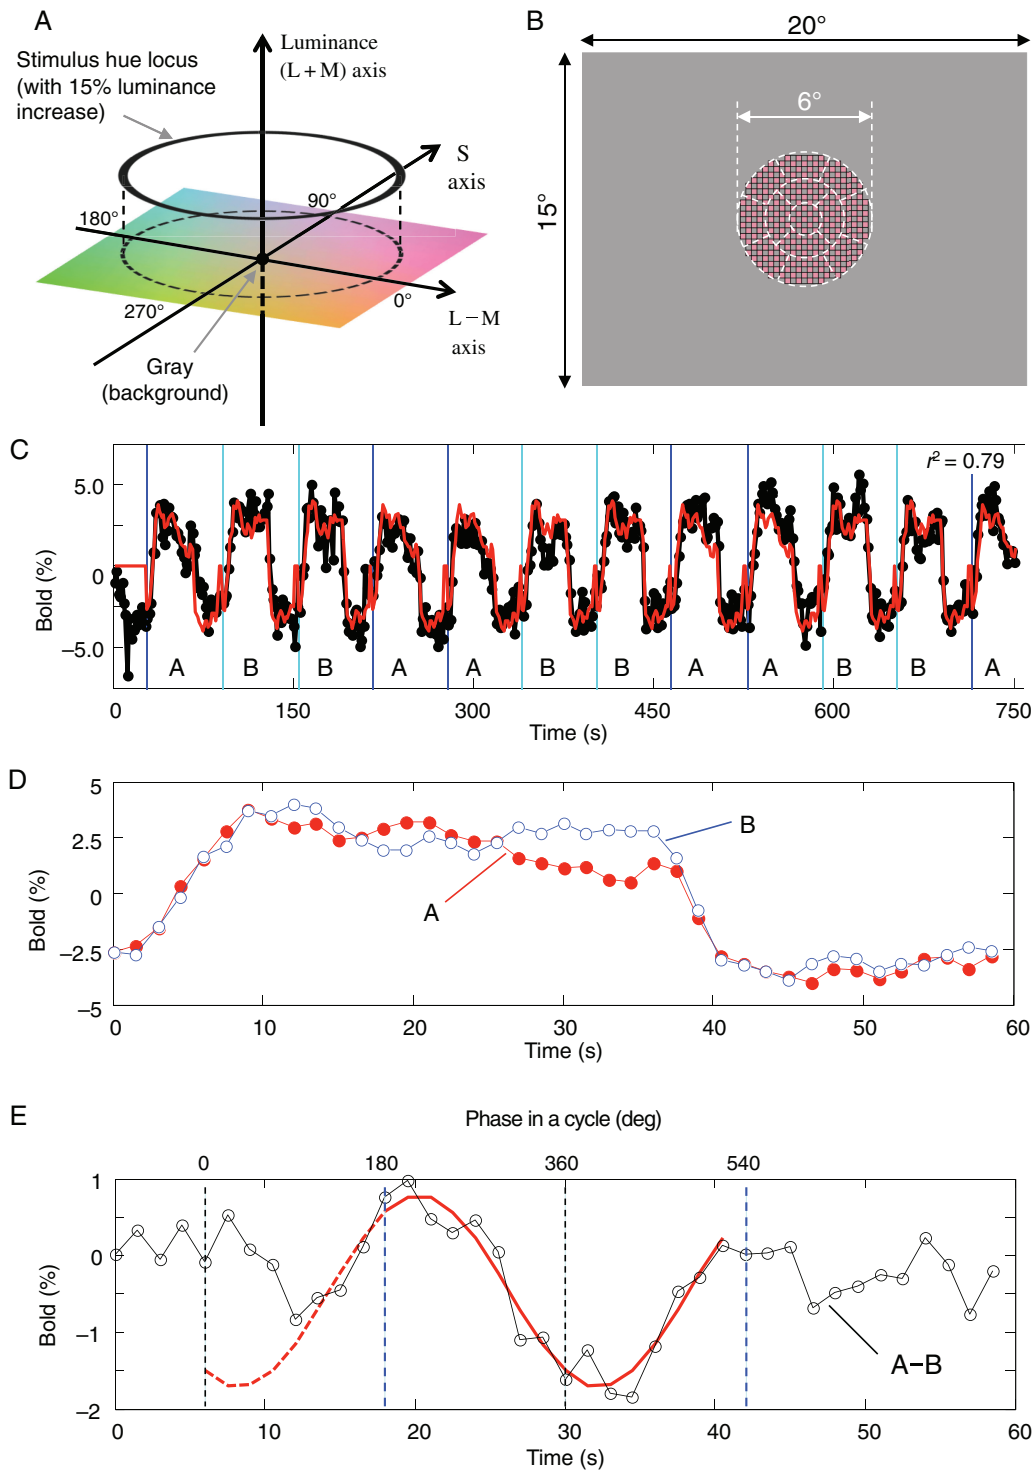 A
Stimulus hue locus
(with 15% luminance
increase)
Luminance
(L + M) axis
S
axis
90°
180°
0°
270°
L − M
axis
Gray
(background)
B
20°
6°
15°
C
r² = 0.79
5.0
0
−5.0
Bold (%)
A B B A A B B A A B B A
0 150 300 450 600 750
Time (s)
D
5
2.5
0
−2.5
−5
Bold (%)
B
A
0 10 20 30 40 50 60
Time (s)
E
Phase in a cycle (deg)
0 180 360 540
1
0
−1
−2
Bold (%)
A−B
0 10 20 30 40 50 60
Time (s)